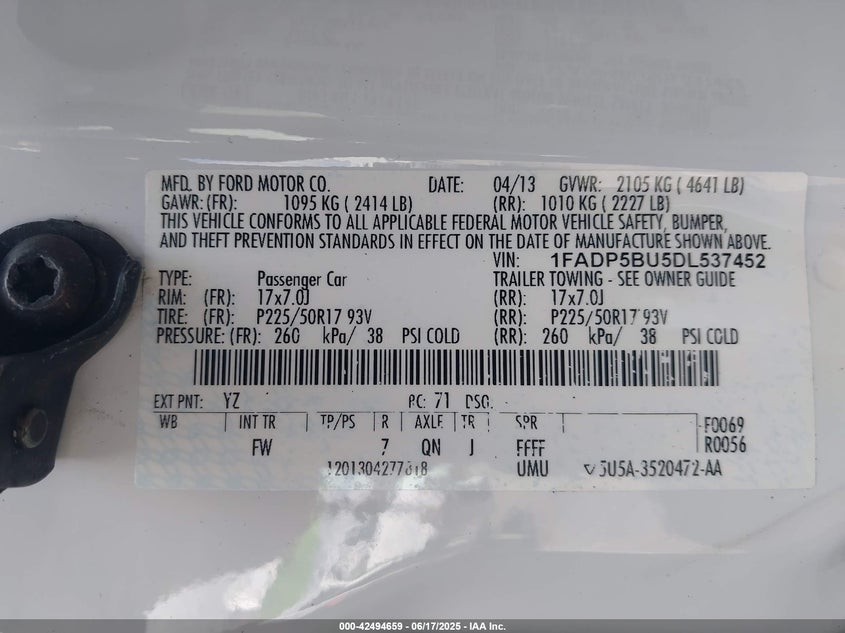 MFD. BY FORD MOTOR CO. DATE: 04/13 GVWR: 2105 KG ( 4641 LB)
GAWR: (FR): 1095 KG ( 2414 LB) (RR): 1010 KG ( 2227 LB)
THIS VEHICLE CONFORMS TO ALL APPLICABLE FEDERAL MOTOR VEHICLE SAFETY, BUMPER,
AND THEFT PREVENTION STANDARDS IN EFFECT ON THE DATE OF MANUFACTURE SHOWN ABOVE.
VIN: 1FADP5BU5DL537452
TYPE: Passenger Car TRAILER TOWING - SEE OWNER GUIDE
RIM: (FR): 17x7.0J (RR): 17x7.0J
TIRE: (FR): P225/50R17 93V (RR): P225/50R17 93V
PRESSURE: (FR): 260 kPa/ 38 PSI COLD (RR): 260 kPa/ 38 PSI COLD
EXT PNT: YZ RC: 71 DSO:
WB INT TR TP/PS R AXLE TR SPR F0069
FW 7 QN J FFFF R0056
UMU 5U5A-3520472-AA
000-42494659 - 06/17/2025 - IAA Inc.